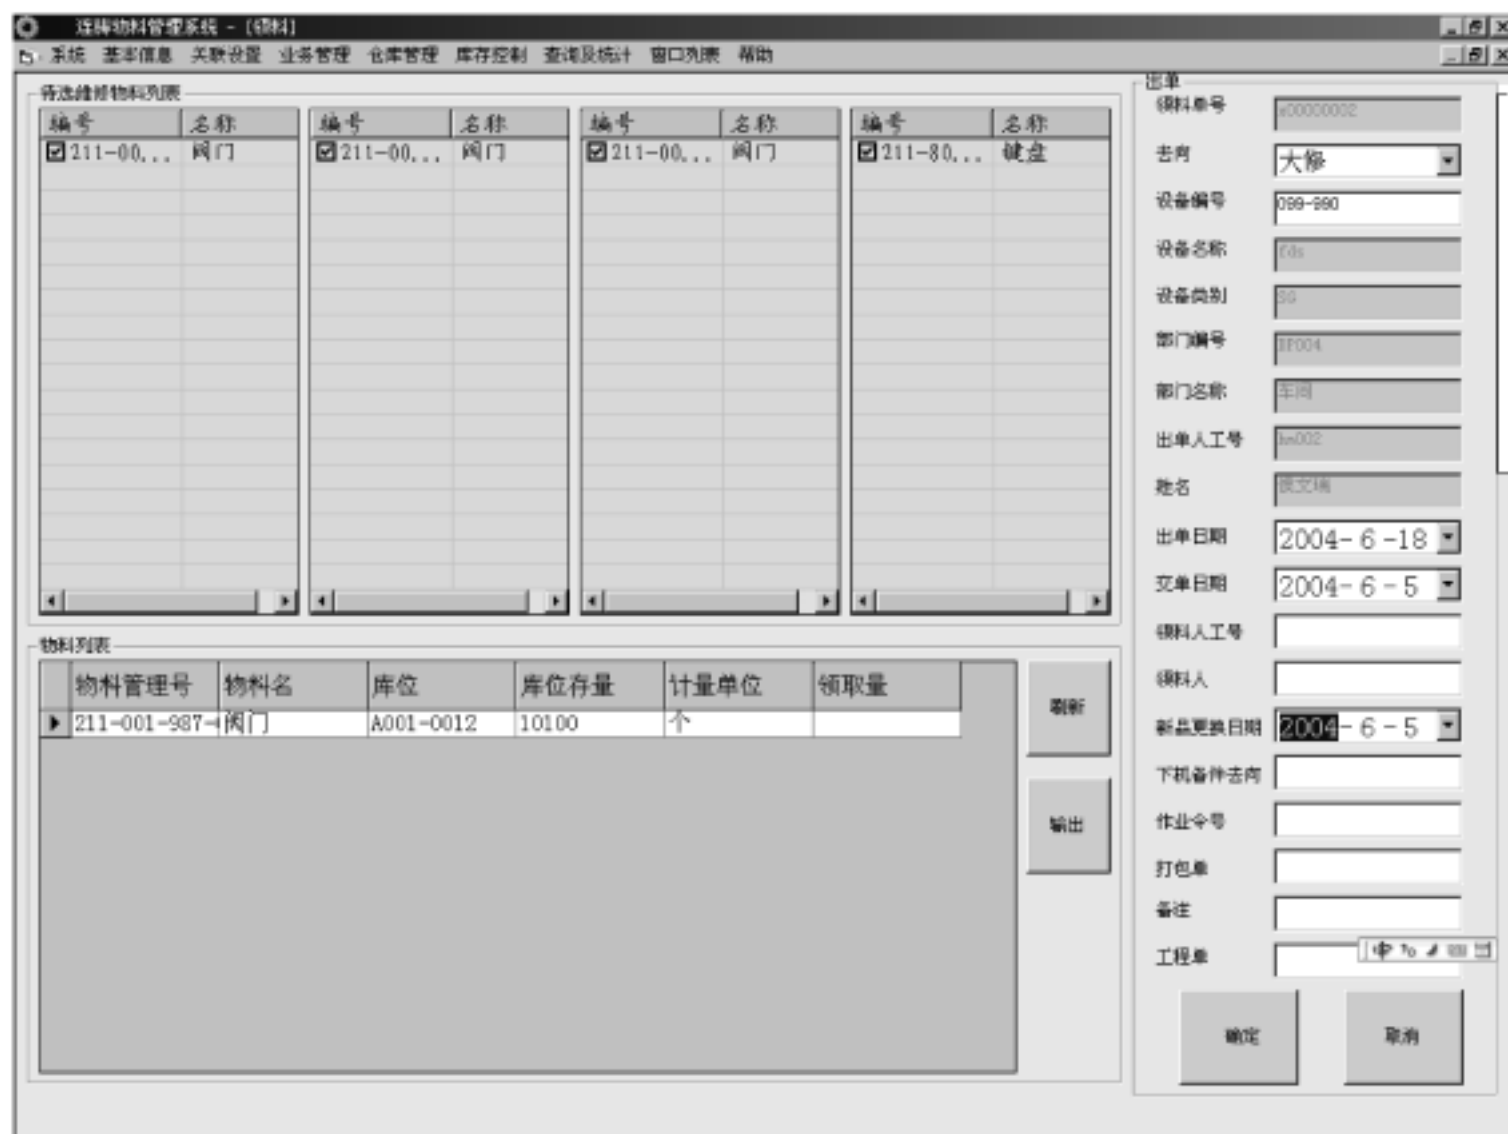 连铸物料管理系统 - [领料]
系统 基本信息 关联设置 业务管理 仓库管理 库存控制 查询及统计 窗口列表 帮助
待选维修物料列表
编号 名称 编号 名称 编号 名称 编号 名称
211-00... 阀门 211-00... 阀门 211-00... 阀门 211-80... 键盘
物料列表
物料管理号 物料名 库位 库位存量 计量单位 领取量
211-001-987- 阀门 A001-0012 10100 个
刷新
输出
出单
领料单号 x00000002
去向 大修
设备编号 099-990
设备名称 fds
设备类别 SG
部门编号 BP004
部门名称 车间
出单人工号 hm002
姓名
出单日期 2004- 6 -18
交单日期 2004- 6 - 5
领料人工号
领料人
新品更换日期 2004- 6 - 5
下机备件去向
作业令号
打包单
备注
工程单
中
确定 取消